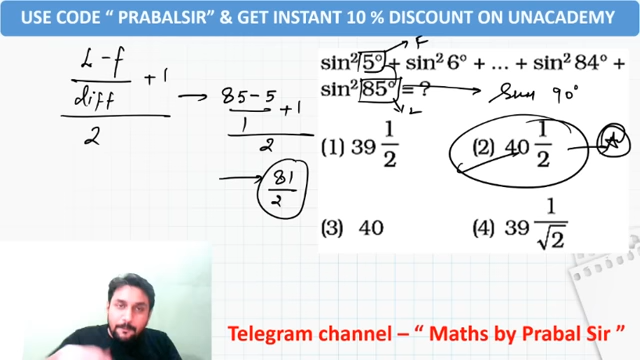 USE CODE “ PRABALSIR” & GET INSTANT 10 % DISCOUNT ON UNACADEMY
L - f
diff
+ 1
2
→ 85 - 5
1
+ 1
2
→ 81
2
F
sin² 5° + sin² 6° + ... + sin² 84° +
sin² 85° = ? → Sum 90°
L
(1) 39 1/2 (2) 40 1/2
(3) 40 (4) 39 1/√2
Telegram channel – “ Maths by Prabal Sir ”